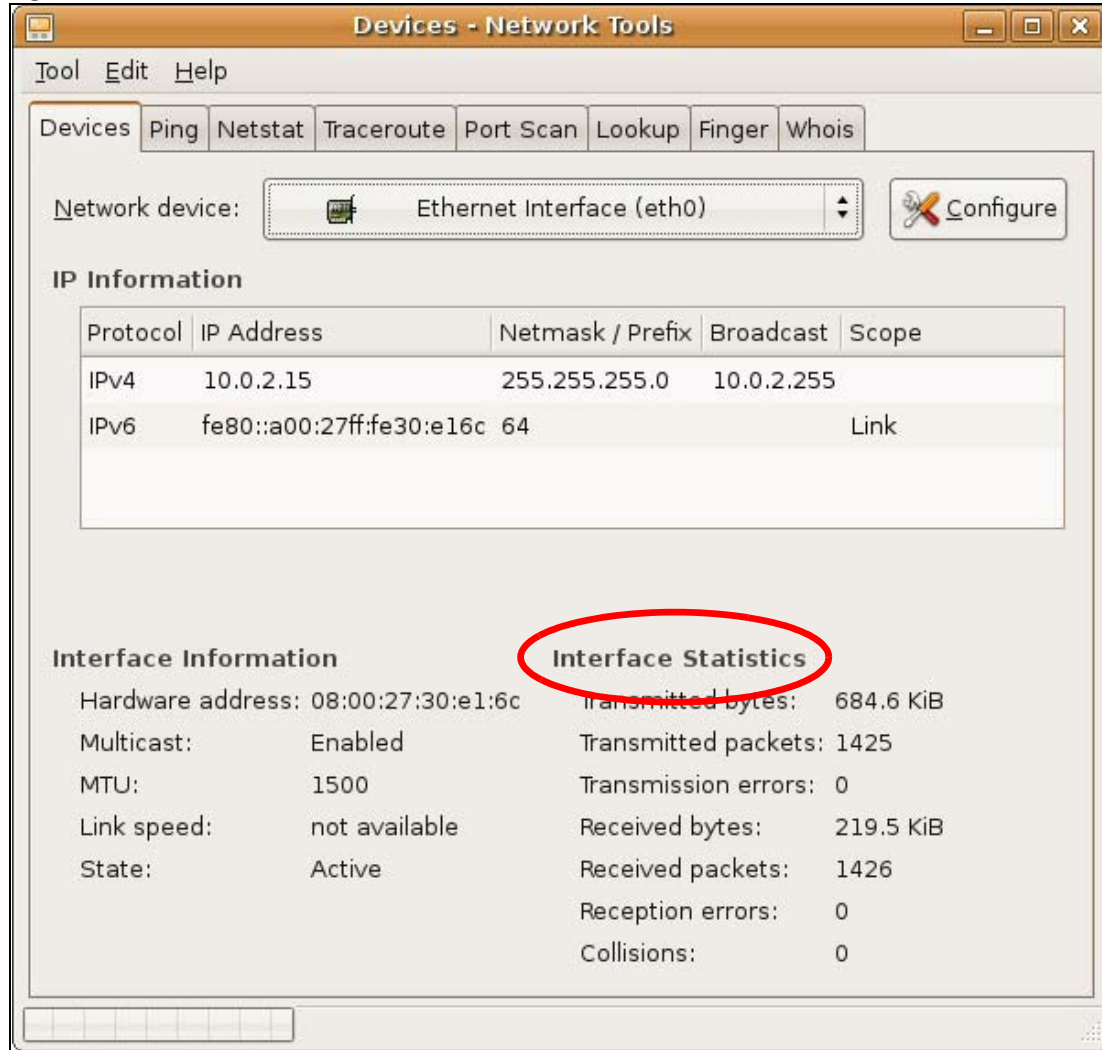 Devices - Network Tools
Tool Edit Help
Devices Ping Netstat Traceroute Port Scan Lookup Finger Whois
Network device: Ethernet Interface (eth0) Configure
IP Information
Protocol IP Address Netmask / Prefix Broadcast Scope
IPv4 10.0.2.15 255.255.255.0 10.0.2.255
IPv6 fe80::a00:27ff:fe30:e16c 64 Link
Interface Information
Hardware address: 08:00:27:30:e1:6c
Multicast: Enabled
MTU: 1500
Link speed: not available
State: Active
Interface Statistics
Transmitted bytes: 684.6 KiB
Transmitted packets: 1425
Transmission errors: 0
Received bytes: 219.5 KiB
Received packets: 1426
Reception errors: 0
Collisions: 0